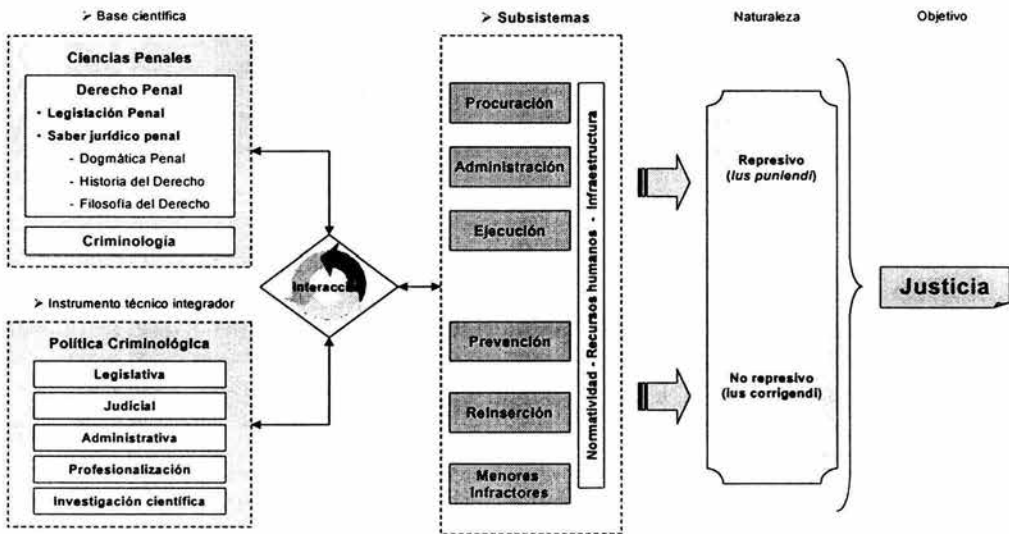 ➢ Base científica
Ciencias Penales
Derecho Penal
• Legislación Penal
• Saber jurídico penal
- Dogmática Penal
- Historia del Derecho
- Filosofía del Derecho
Criminología
➢ Instrumento técnico integrador
Política Criminológica
Legislativa
Judicial
Administrativa
Profesionalización
Investigación científica
Interacción
➢ Subsistemas
Procuración
Administración
Ejecución
Prevención
Reinserción
Menores
Infractores
Normatividad - Recursos humanos - Infraestructura
Naturaleza
Represivo
(Ius puniendi)
No represivo
(ius corrigendi)
Objetivo
Justicia